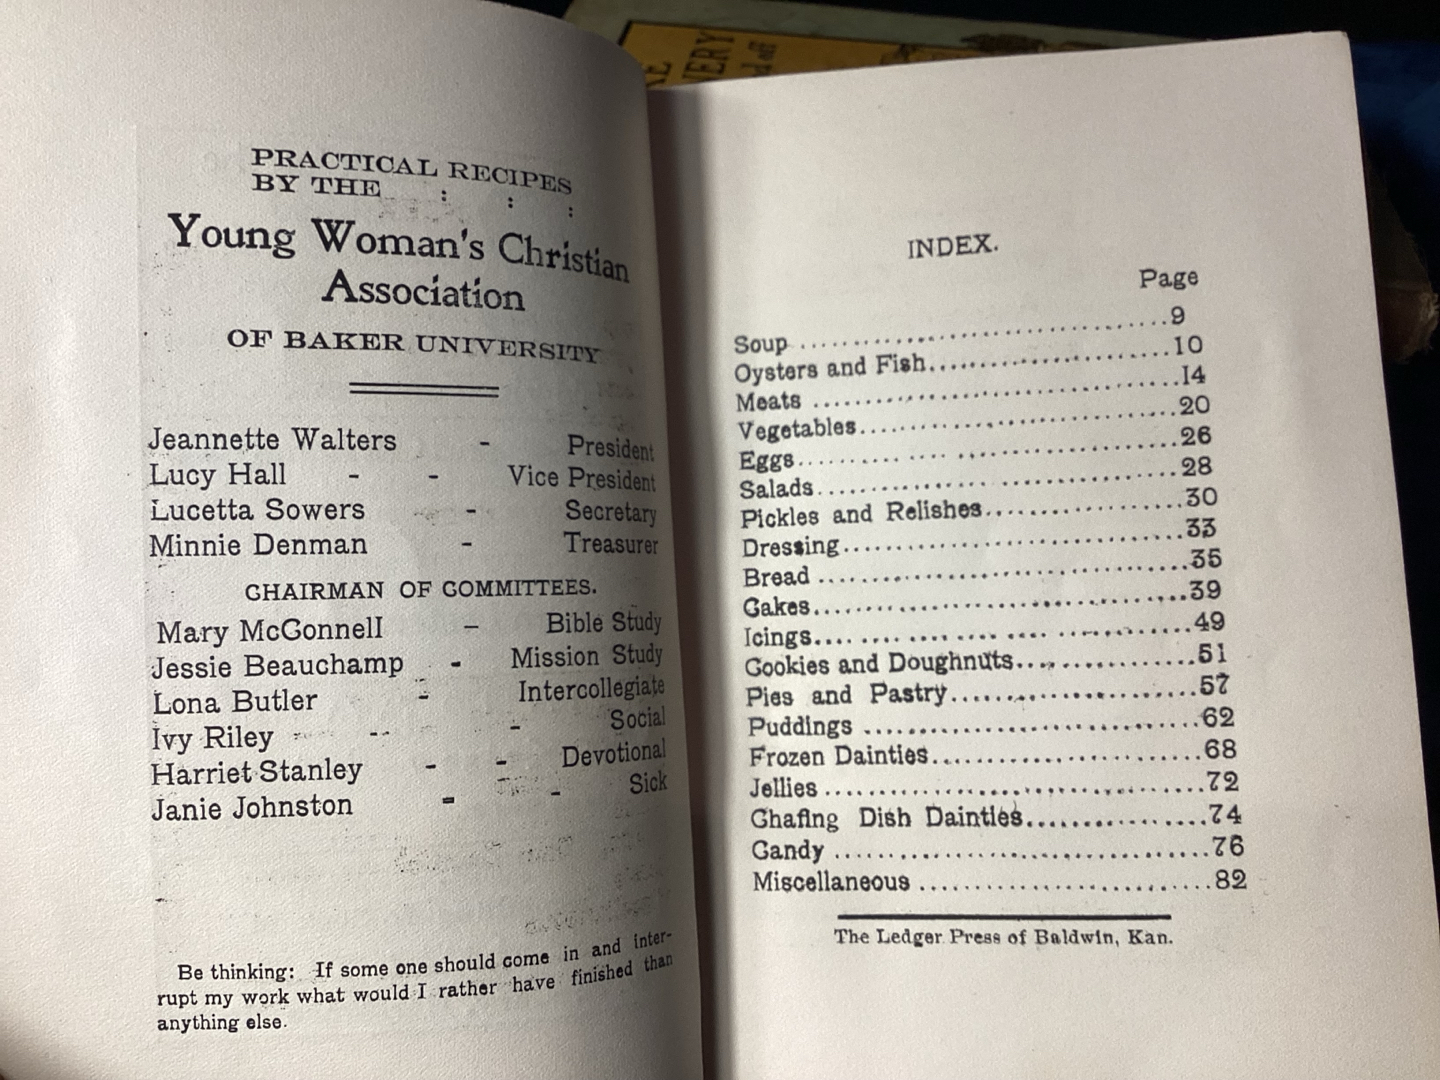 KE
VERY
d off
PRACTICAL RECIPES
BY THE : : :
Young Woman's Christian
Association
OF BAKER UNIVERSITY
Jeannette Walters - President
Lucy Hall - - Vice President
Lucetta Sowers - Secretary
Minnie Denman - Treasurer
CHAIRMAN OF COMMITTEES.
Mary McConnell - Bible Study
Jessie Beauchamp - Mission Study
Lona Butler - Intercollegiate
Ivy Riley - - Social
Harriet Stanley - - Devotional
Janie Johnston - - Sick
Be thinking: If some one should come in and inter-
rupt my work what would I rather have finished than
anything else.
INDEX.
Page
Soup ........................................9
Oysters and Fish........................10
Meats ......................................14
Vegetables................................20
Eggs........................................26
Salads......................................28
Pickles and Relishes....................30
Dressing...................................33
Bread ......................................35
Cakes......................................39
Icings......................................49
Cookies and Doughnuts................51
Pies and Pastry..........................57
Puddings ..................................62
Frozen Dainties..........................68
Jellies ......................................72
Chafing Dish Dainties..................74
Candy ......................................76
Miscellaneous ............................82
The Ledger Press of Baldwin, Kan.